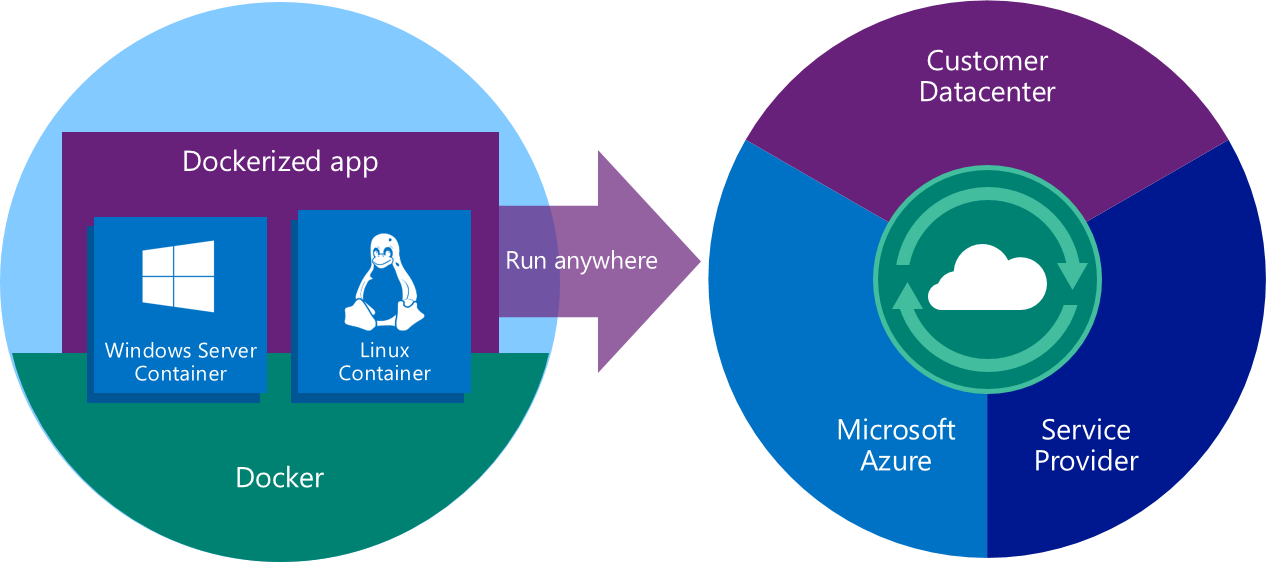 Dockerized app
Windows Server
Container
Linux
Container
Docker
Run anywhere
Customer
Datacenter
Microsoft
Azure
Service
Provider